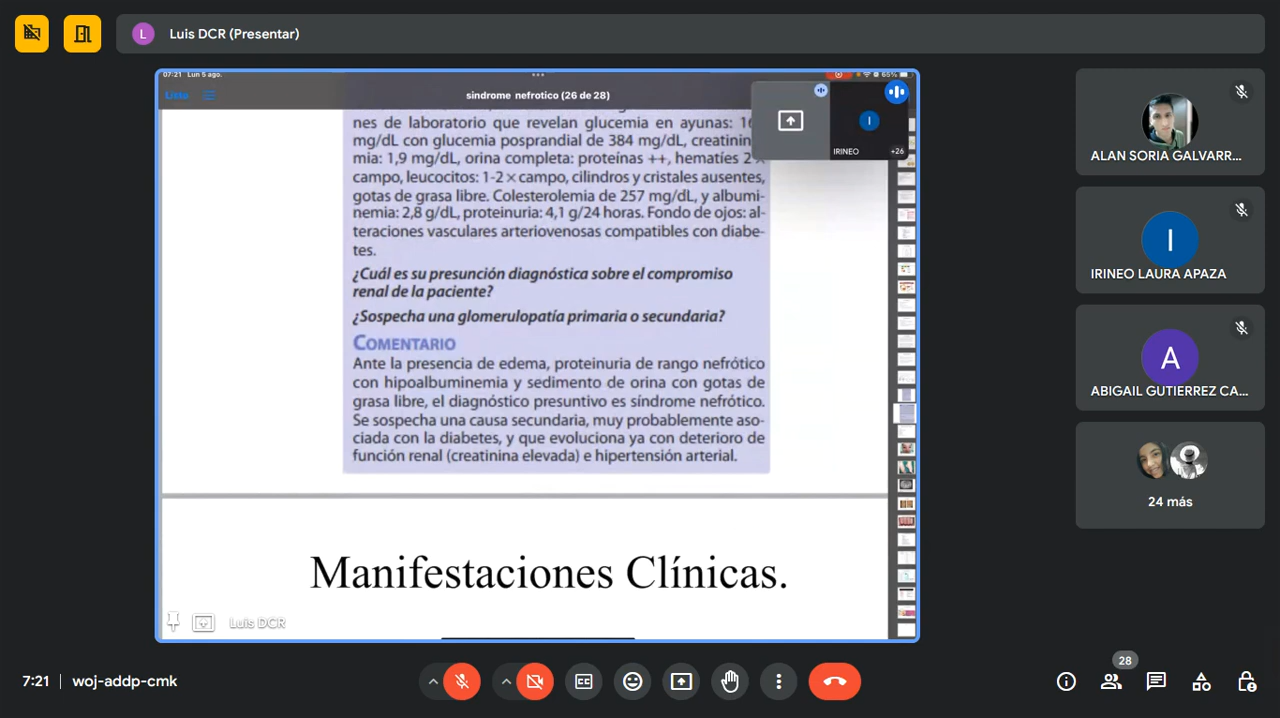 L Luis DCR (Presentar)
07:21 Lun 5 ago.
65%
Listo
sindrome nefrotico (26 de 28)
nes de laboratorio que revelan glucemia en ayunas:
mg/dL con glucemia posprandial de 384 mg/dL, creatinin
mia: 1,9 mg/dL, orina completa: proteínas ++, hematíes 2
campo, leucocitos: 1-2 × campo, cilindros y cristales ausentes,
gotas de grasa libre. Colesterolemia de 257 mg/dL, y albumi-
nemia: 2,8 g/dL, proteinuria: 4,1 g/24 horas. Fondo de ojos: al-
teraciones vasculares arteriovenosas compatibles con diabe-
tes.
¿Cuál es su presunción diagnóstica sobre el compromiso
renal de la paciente?
¿Sospecha una glomerulopatía primaria o secundaria?
COMENTARIO
Ante la presencia de edema, proteinuria de rango nefrótico
con hipoalbuminemia y sedimento de orina con gotas de
grasa libre, el diagnóstico presuntivo es síndrome nefrótico.
Se sospecha una causa secundaria, muy probablemente aso-
ciada con la diabetes, y que evoluciona ya con deterioro de
función renal (creatinina elevada) e hipertensión arterial.
Manifestaciones Clínicas.
Luis DCR
I
IRINEO
+26
ALAN SORIA GALVARR...
I
IRINEO LAURA APAZA
A
ABIGAIL GUTIERREZ CA...
24 más
7:21 | woj-addp-cmk
CC
28